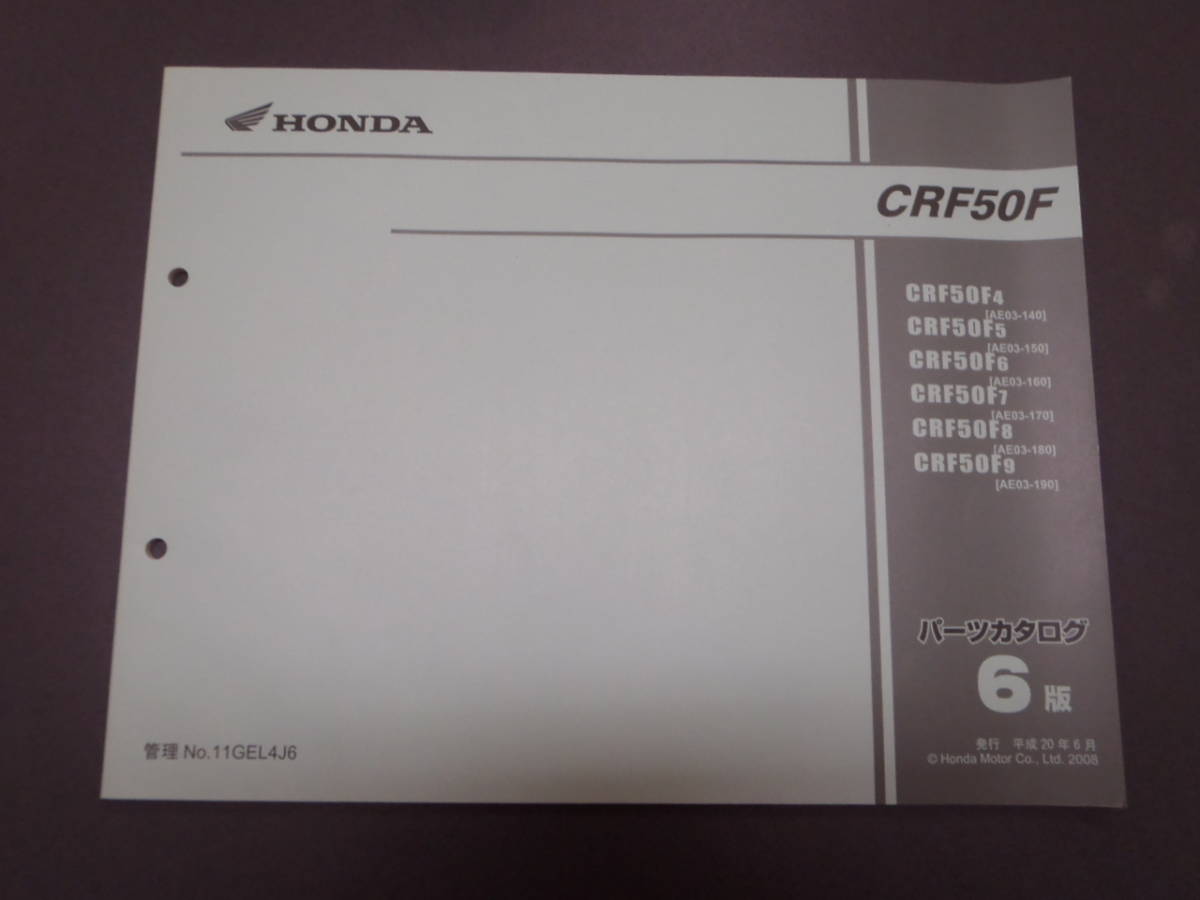 HONDA
CRF50F
CRF50F4
[AE03-140]
CRF50F5
[AE03-150]
CRF50F6
[AE03-160]
CRF50F7
[AE03-170]
CRF50F8
[AE03-180]
CRF50F9
[AE03-190]
パーツカタログ
6版
発行 平成20年6月
© Honda Motor Co., Ltd. 2008
管理 No.11GEL4J6